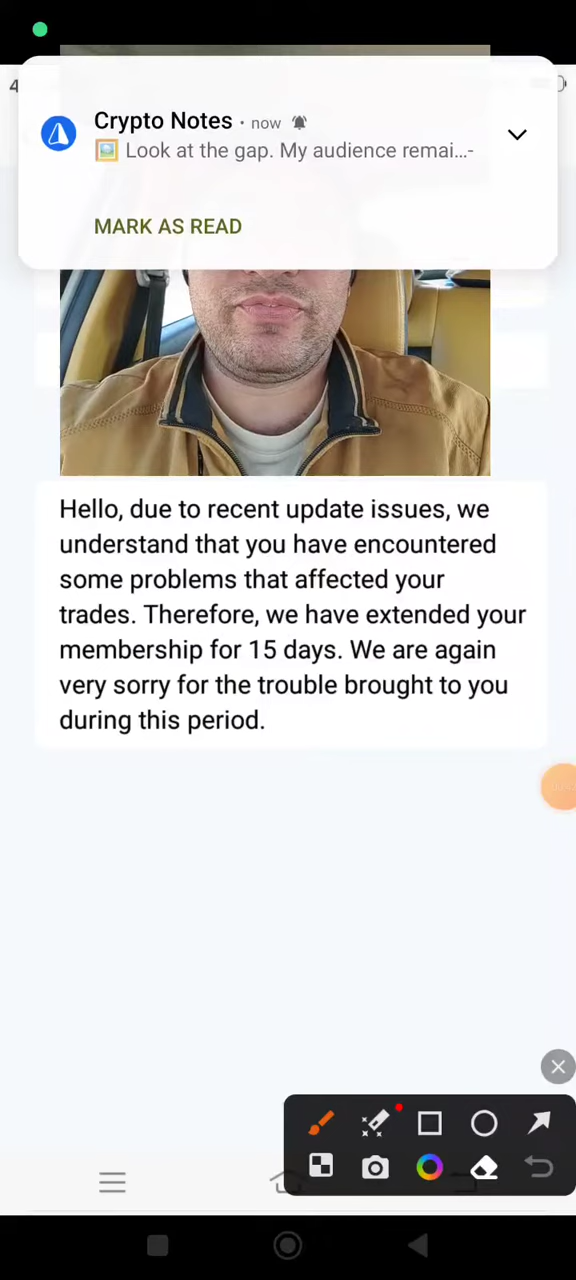 Crypto Notes · now
Look at the gap. My audience remai...-
MARK AS READ
Hello, due to recent update issues, we
understand that you have encountered
some problems that affected your
trades. Therefore, we have extended your
membership for 15 days. We are again
very sorry for the trouble brought to you
during this period.